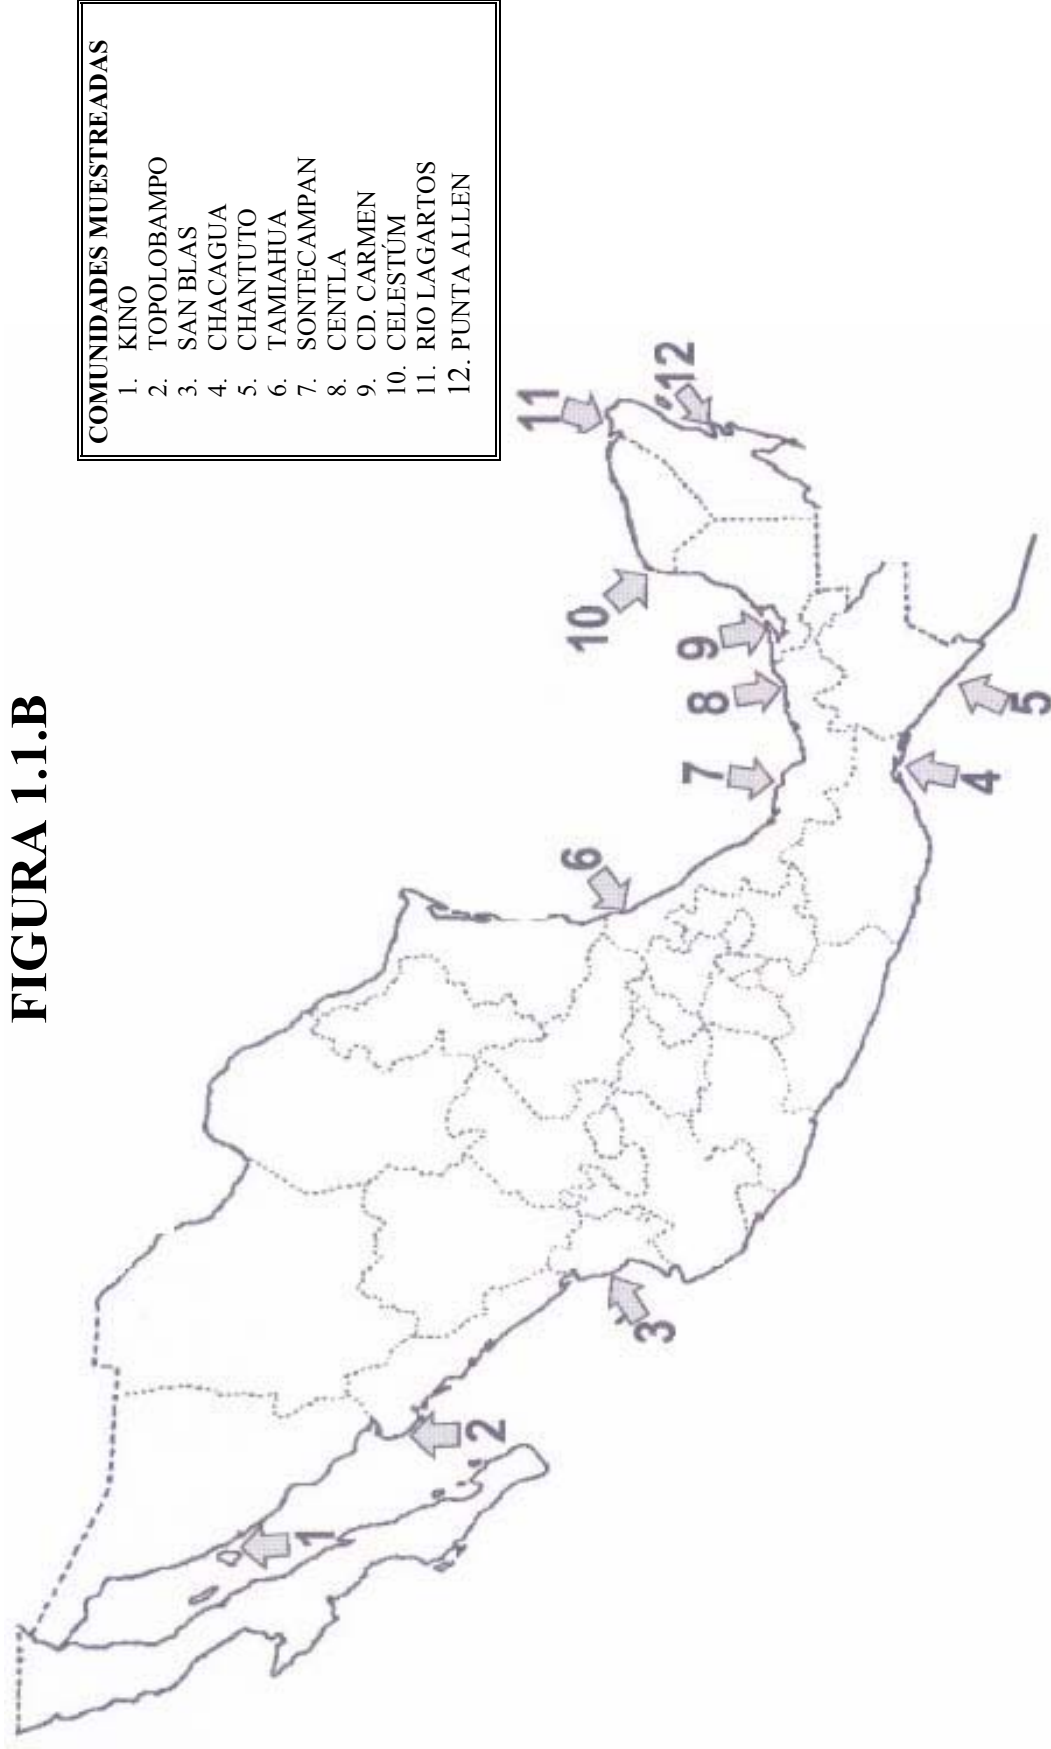 FIGURA 1.1.B
COMUNIDADES MUESTREADAS
1. KINO
2. TOPOLOBAMPO
3. SAN BLAS
4. CHACAGUA
5. CHANTUTO
6. TAMIAHUA
7. SONTECAMPAN
8. CENTLA
9. CD. CARMEN
10. CELESTÚM
11. RIO LAGARTOS
12. PUNTA ALLEN
1
2
3
4
5
6
7
8
9
10
11
12